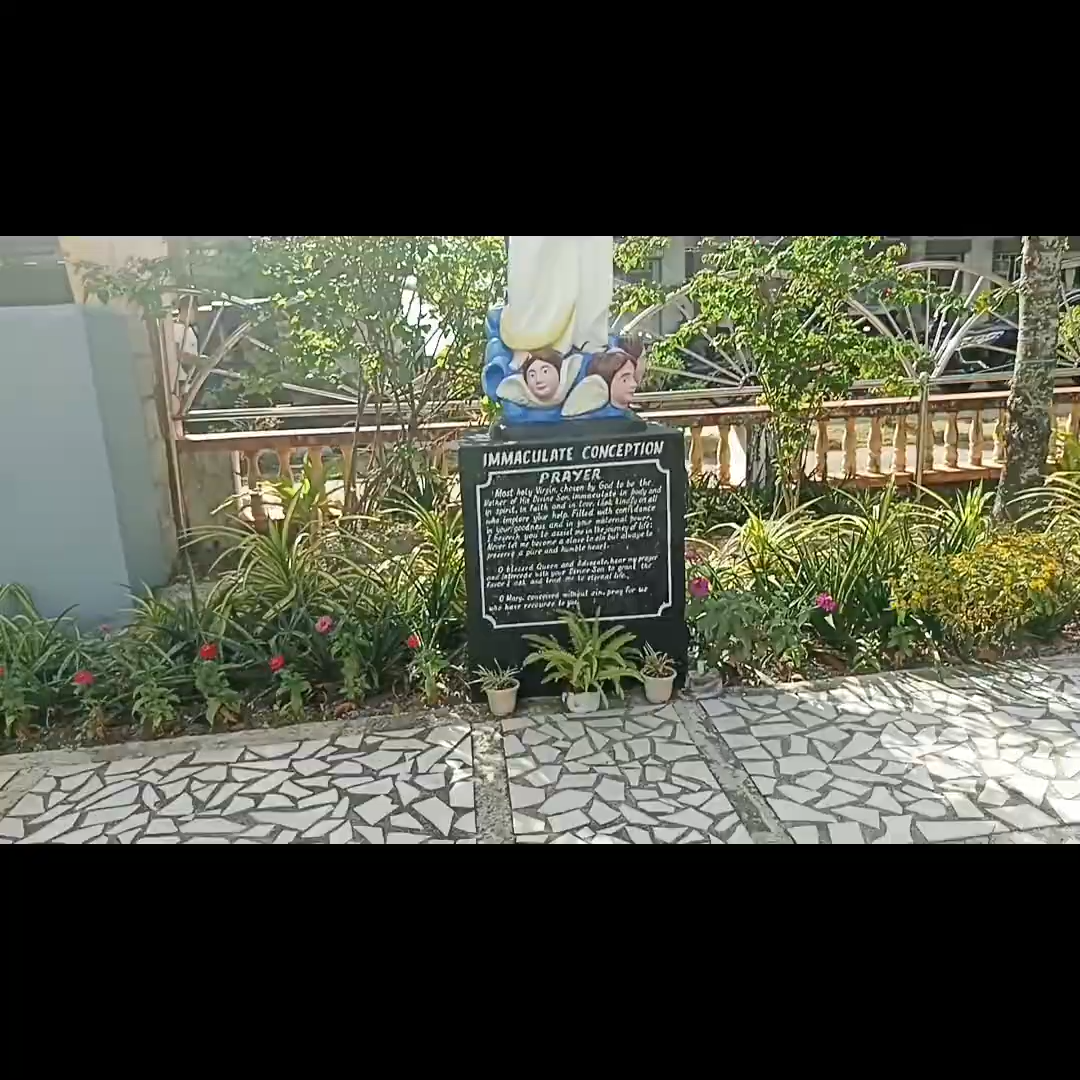 IMMACULATE CONCEPTION
PRAYER
Most holy Virgin, chosen by God to be the
Mother of His Divine Son, immaculate in body and
in spirit, in faith and in love, look kindly on all
who implore your help. Filled with confidence
in your goodness and in your maternal power,
I beseech you to assist me in the journey of life:
Never let me become a slave to sin but always to
preserve a pure and humble heart.
O blessed Queen and Advocate, hear my prayer
and intercede with your Divine Son to grant the
favor I ask and lead me to eternal life.
O Mary, conceived without sin, pray for us
who have recourse to you